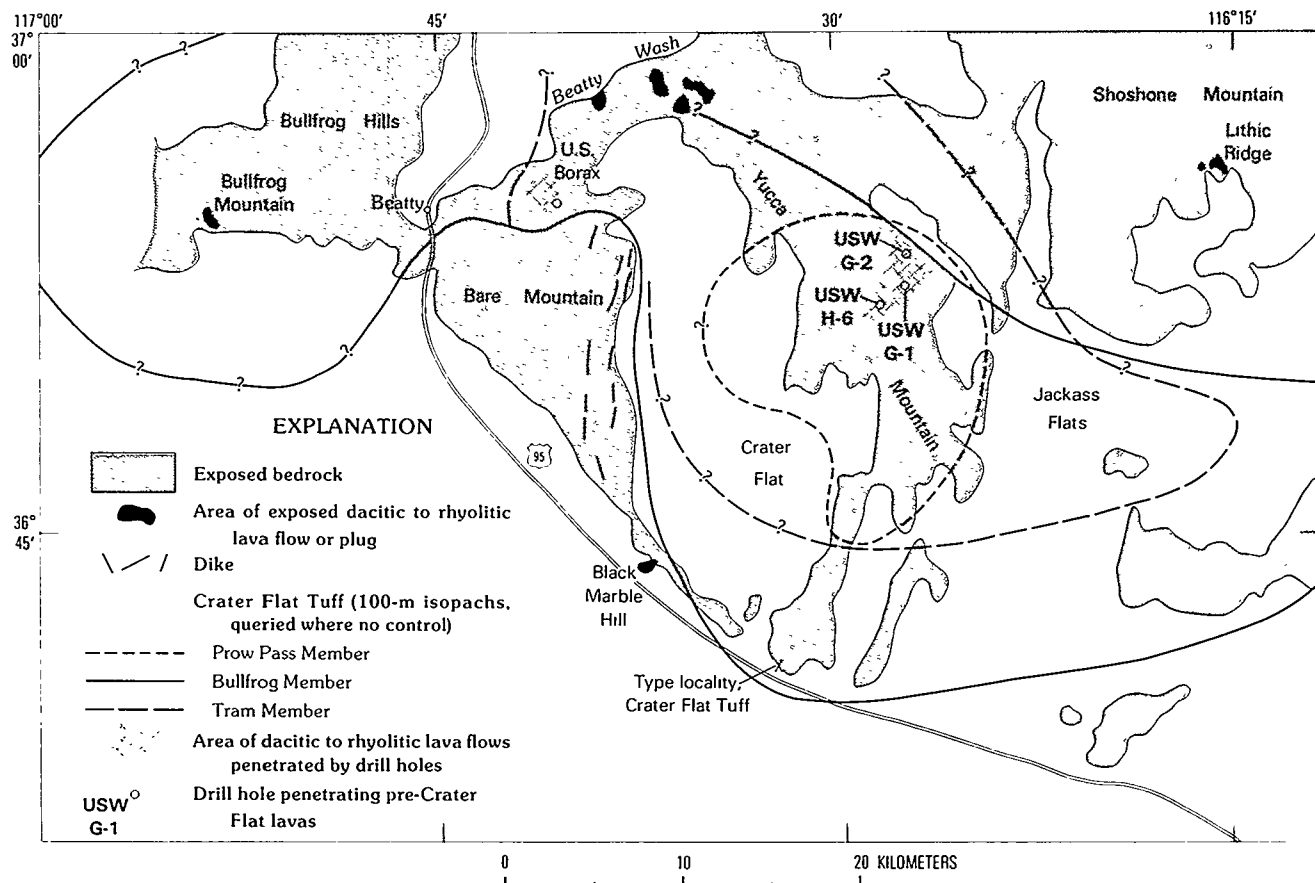 117°00′
45′
30′
116°15′
37°
00′
Beatty Wash
Bullfrog Hills
Shoshone Mountain
Lithic
Ridge
U.S.
Borax
Bullfrog
Mountain
Beatty
Yucca
USW
G-2
Bare Mountain
USW
H-6
USW
G-1
Mountain
Jackass
Flats
Crater
Flat
95
EXPLANATION
Exposed bedrock
Area of exposed dacitic to rhyolitic
lava flow or plug
36°
45′
Dike
Black
Marble
Hill
Crater Flat Tuff (100-m isopachs,
queried where no control)
Prow Pass Member
Bullfrog Member
Tram Member
Type locality,
Crater Flat Tuff
Area of dacitic to rhyolitic lava flows
penetrated by drill holes
USW
G-1
Drill hole penetrating pre-Crater
Flat lavas
0 10 20 KILOMETERS
? ? ? ? ? ? ? ? ? ? ? ? ? ? ? ? ?